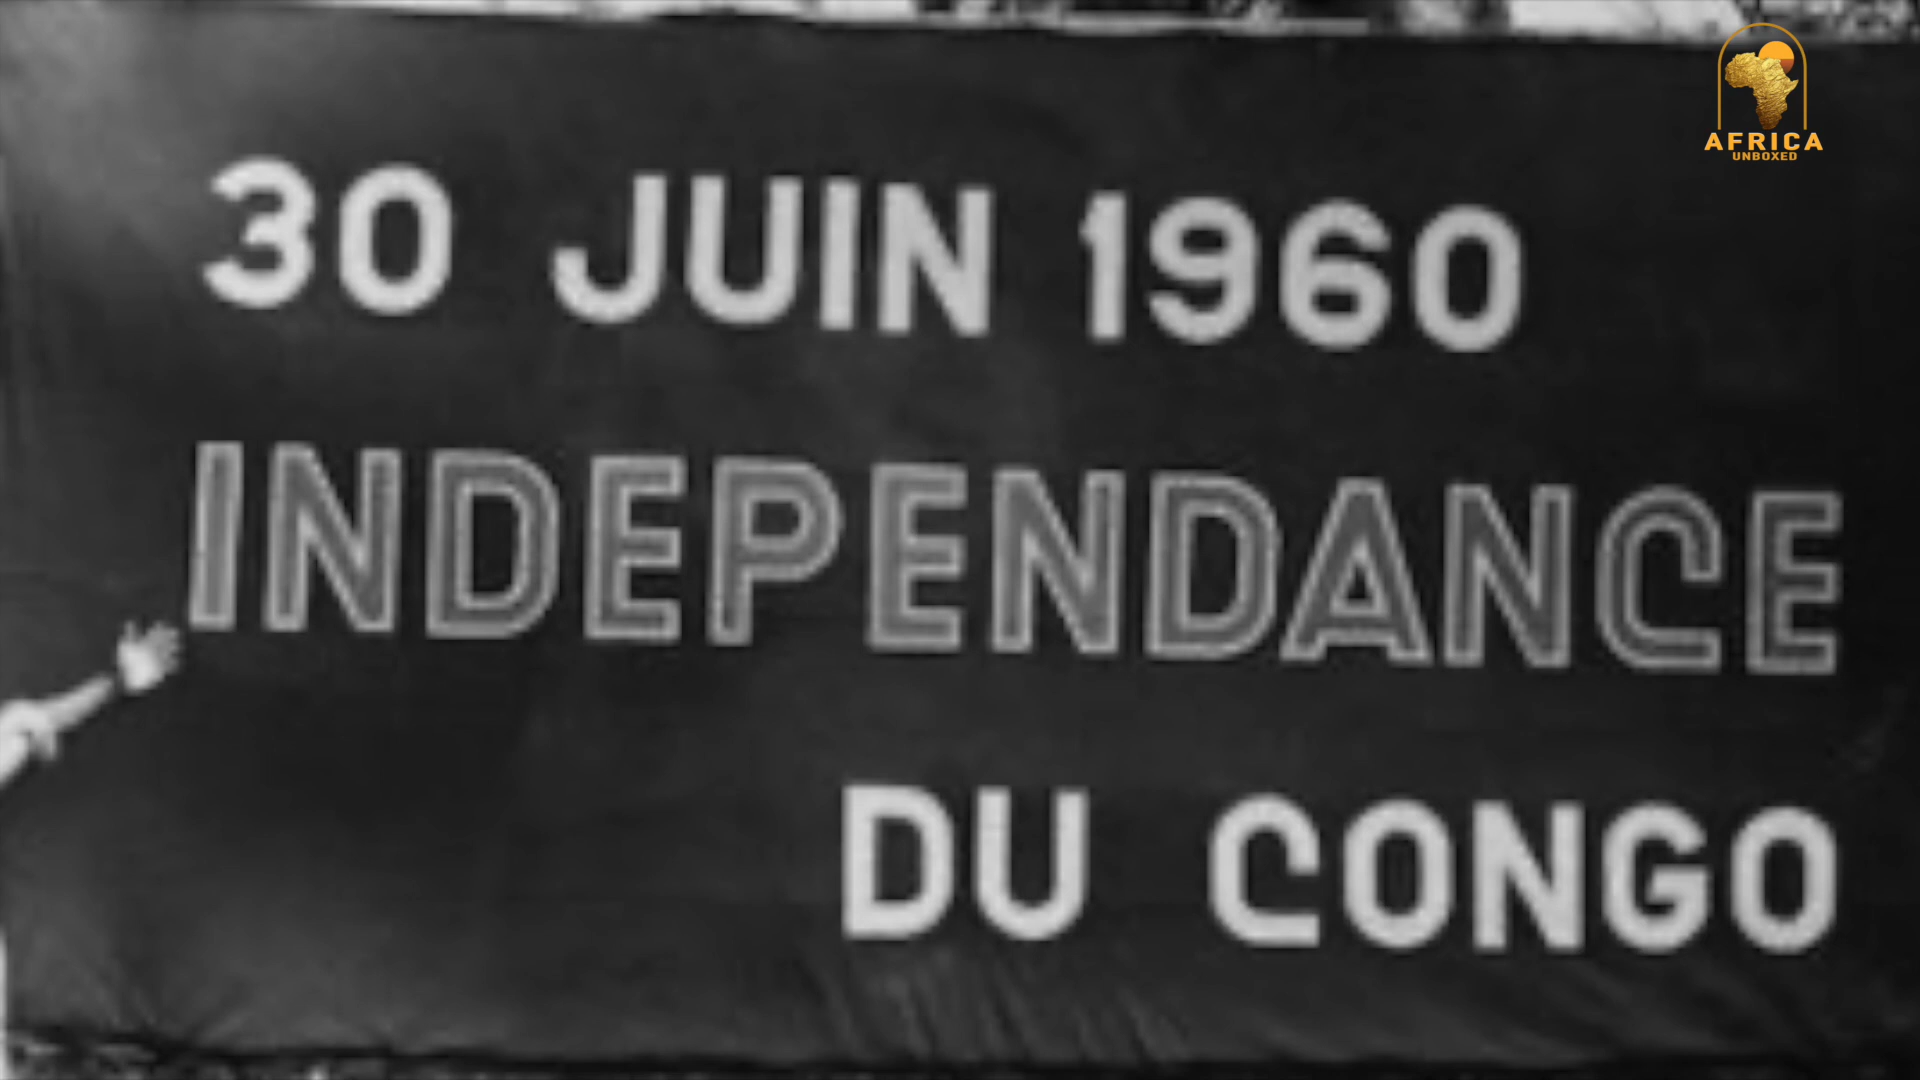 AFRICA
UNBOXED
30 JUIN 1960
INDEPENDANCE
DU CONGO